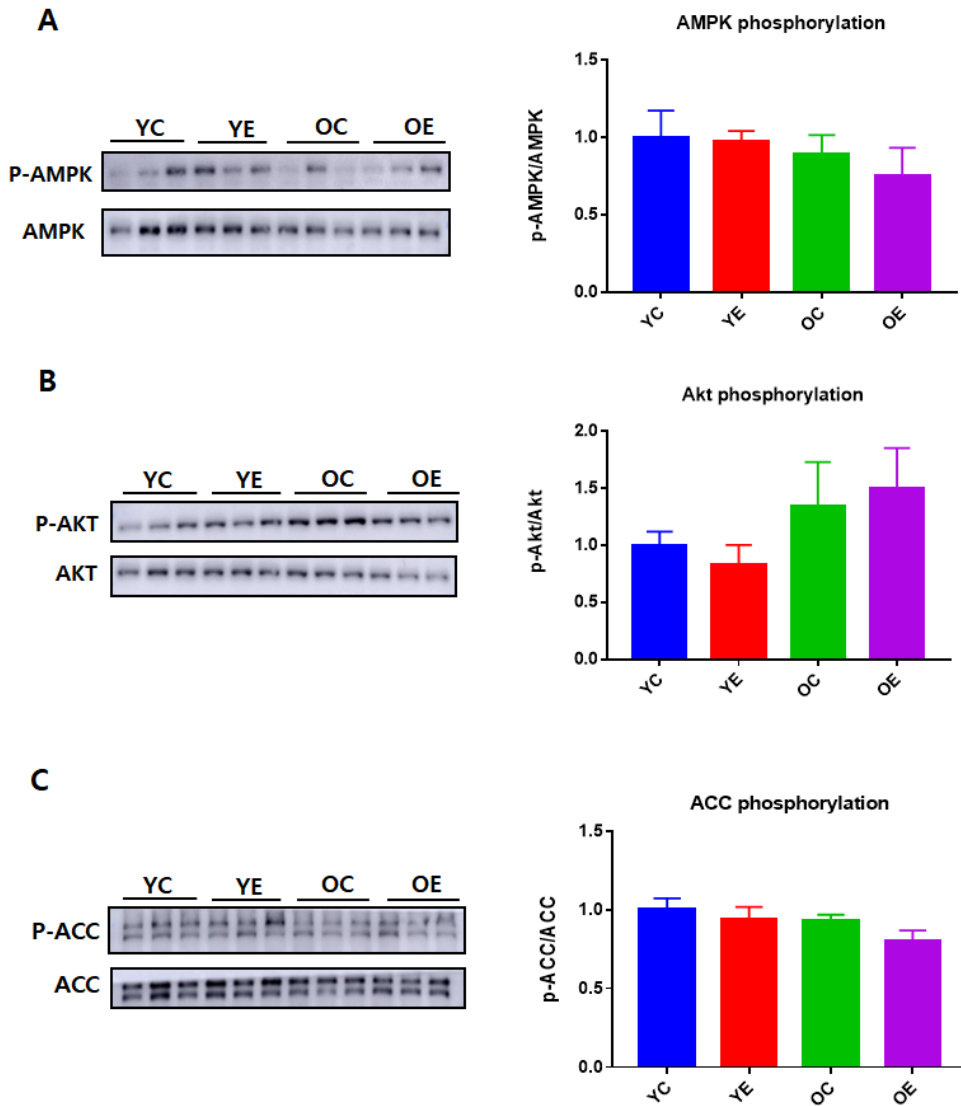 A
YC YE OC OE
P-AMPK
AMPK
AMPK phosphorylation
p-AMPK/AMPK
1.5
1.0
0.5
0.0
YC YE OC OE
B
YC YE OC OE
P-AKT
AKT
Akt phosphorylation
p-Akt/Akt
2.0
1.5
1.0
0.5
0.0
YC YE OC OE
C
YC YE OC OE
P-ACC
ACC
ACC phosphorylation
p-ACC/ACC
1.5
1.0
0.5
0.0
YC YE OC OE